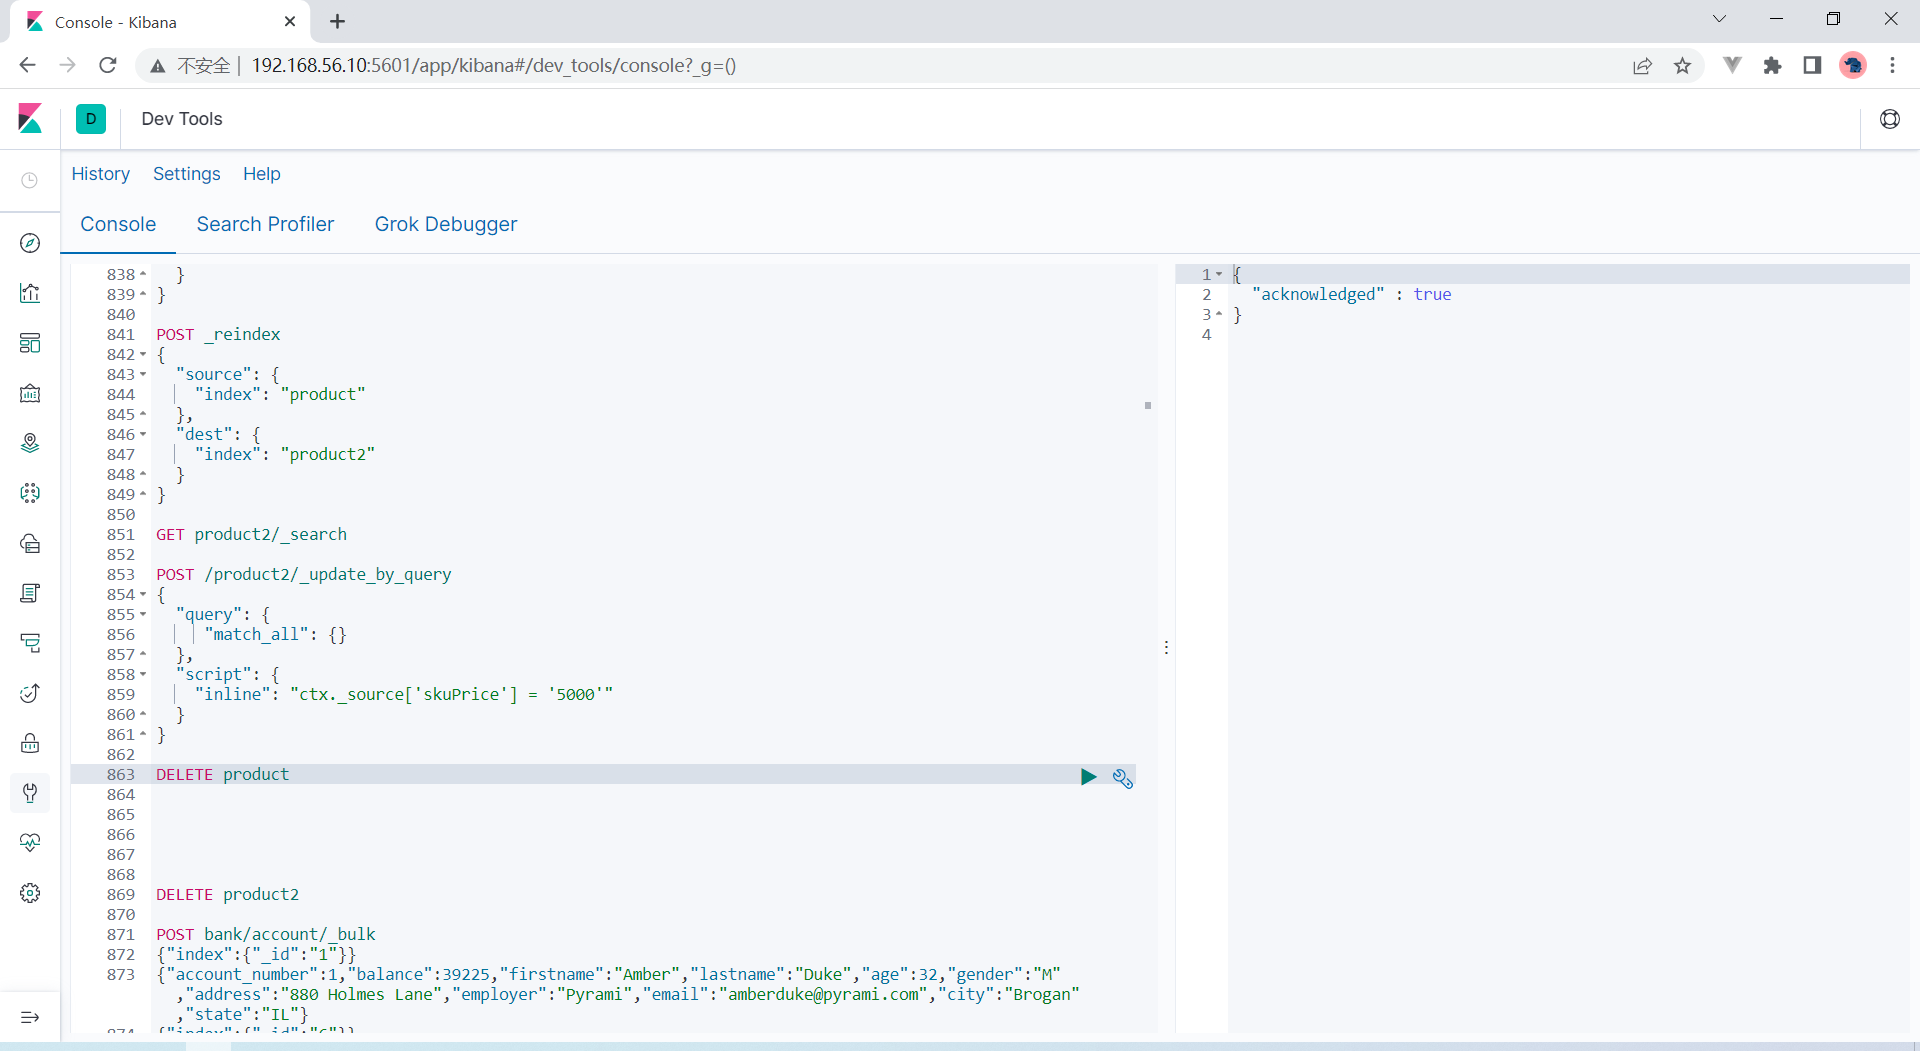 Console - Kibana
不安全 | 192.168.56.10:5601/app/kibana#/dev_tools/console?_g=()
D
Dev Tools
History Settings Help
Console Search Profiler Grok Debugger
838 }
839 }
840
841 POST _reindex
842 {
843 "source": {
844 "index": "product"
845 },
846 "dest": {
847 "index": "product2"
848 }
849 }
850
851 GET product2/_search
852
853 POST /product2/_update_by_query
854 {
855 "query": {
856 "match_all": {}
857 },
858 "script": {
859 "inline": "ctx._source['skuPrice'] = '5000'"
860 }
861 }
862
863 DELETE product
864
865
866
867
868
869 DELETE product2
870
871 POST bank/account/_bulk
872 {"index":{"_id":"1"}}
873 {"account_number":1,"balance":39225,"firstname":"Amber","lastname":"Duke","age":32,"gender":"M"
,"address":"880 Holmes Lane","employer":"Pyrami","email":"amberduke@pyrami.com","city":"Brogan"
,"state":"IL"}
874 {"index":{"_id":"6"}}
1 {
2 "acknowledged" : true
3 }
4